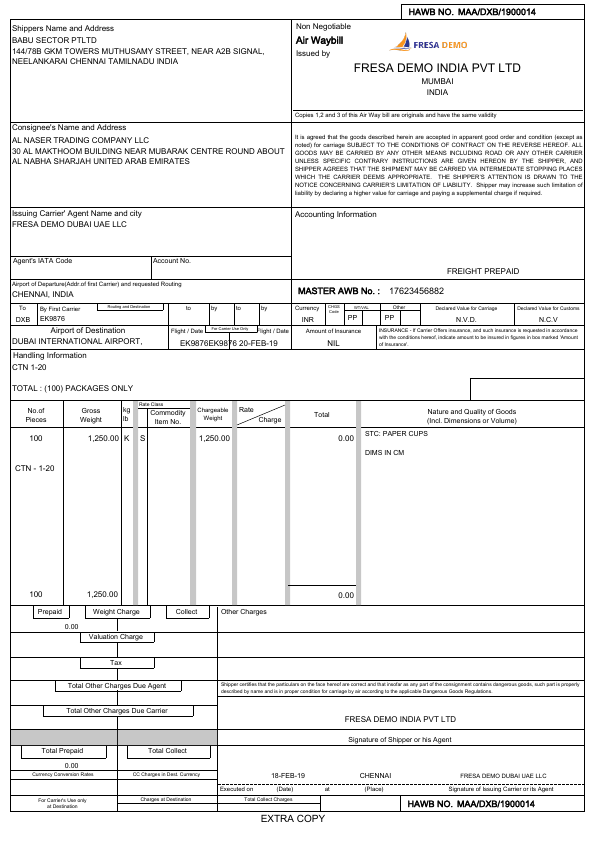 HAWB NO. MAA/DXB/1900014
Shippers Name and Address
BABU SECTOR PTLTD
144/78B GKM TOWERS MUTHUSAMY STREET, NEAR A2B SIGNAL,
NEELANKARAI CHENNAI TAMILNADU INDIA
Non Negotiable
Air Waybill
Issued by
FRESA DEMO
FRESA DEMO INDIA PVT LTD
MUMBAI
INDIA
Copies 1,2 and 3 of this Air Way bill are originals and have the same validity
Consignee's Name and Address
AL NASER TRADING COMPANY LLC
30 AL MAKTHOOM BUILDING NEAR MUBARAK CENTRE ROUND ABOUT
AL NABHA SHARJAH UNITED ARAB EMIRATES
It is agreed that the goods described herein are accepted in apparent good order and condition (except as
noted) for carriage SUBJECT TO THE CONDITIONS OF CONTRACT ON THE REVERSE HEREOF. ALL
GOODS MAY BE CARRIED BY ANY OTHER MEANS INCLUDING ROAD OR ANY OTHER CARRIER
UNLESS SPECIFIC CONTRARY INSTRUCTIONS ARE GIVEN HEREON BY THE SHIPPER, AND
SHIPPER AGREES THAT THE SHIPMENT MAY BE CARRIED VIA INTERMEDIATE STOPPING PLACES
WHICH THE CARRIER DEEMS APPROPRIATE. THE SHIPPER'S ATTENTION IS DRAWN TO THE
NOTICE CONCERNING CARRIER'S LIMITATION OF LIABILITY. Shipper may increase such limitation of
liability by declaring a higher value for carriage and paying a supplemental charge if required.
Issuing Carrier' Agent Name and city
FRESA DEMO DUBAI UAE LLC
Accounting Information
FREIGHT PREPAID
Agent's IATA Code
Account No.
Airport of Departure(Addr.of first Carrier) and requested Routing
CHENNAI, INDIA
MASTER AWB No. : 17623456882
To
By First Carrier
Routing and Destination
to
by
to
by
Currency
CHGS Code
WT/VAL
Other
Declared Value for Carriage
Declared Value for Customs
DXB
EK9876
INR
PP
PP
N.V.D.
N.C.V
Airport of Destination
Flight / Date
For Carrier Use Only
Flight / Date
Amount of Insurance
DUBAI INTERNATIONAL AIRPORT,
EK9876EK9876 20-FEB-19
NIL
INSURANCE - If Carrier Offers insurance, and such insurance is requested in accordance
with the conditions hereof, indicate amount to be insured in figures in box marked 'Amount
of Insurance'.
Handling Information
CTN 1-20
TOTAL : (100) PACKAGES ONLY
No.of Pieces
Gross Weight
kg lb
Rate Class
Commodity Item No.
Chargeable Weight
Rate
Charge
Total
Nature and Quality of Goods
(Incl. Dimensions or Volume)
100
1,250.00
K
S
1,250.00
0.00
STC: PAPER CUPS
DIMS IN CM
CTN - 1-20
100
1,250.00
0.00
Prepaid
Weight Charge
Collect
Other Charges
0.00
Valuation Charge
Tax
Total Other Charges Due Agent
Shipper certifies that the particulars on the face hereof are correct and that insofar as any part of the consignment contains dangerous goods, such part is properly
described by name and is in proper condition for carriage by air according to the applicable Dangerous Goods Regulations.
Total Other Charges Due Carrier
FRESA DEMO INDIA PVT LTD
Signature of Shipper or his Agent
Total Prepaid
Total Collect
0.00
Currency Conversion Rates
CC Charges in Dest. Currency
18-FEB-19
CHENNAI
FRESA DEMO DUBAI UAE LLC
Executed on
(Date)
at
(Place)
Signature of Issuing Carrier or its Agent
For Carrier's Use only
at Destination
Charges at Destination
Total Collect Charges
HAWB NO. MAA/DXB/1900014
EXTRA COPY